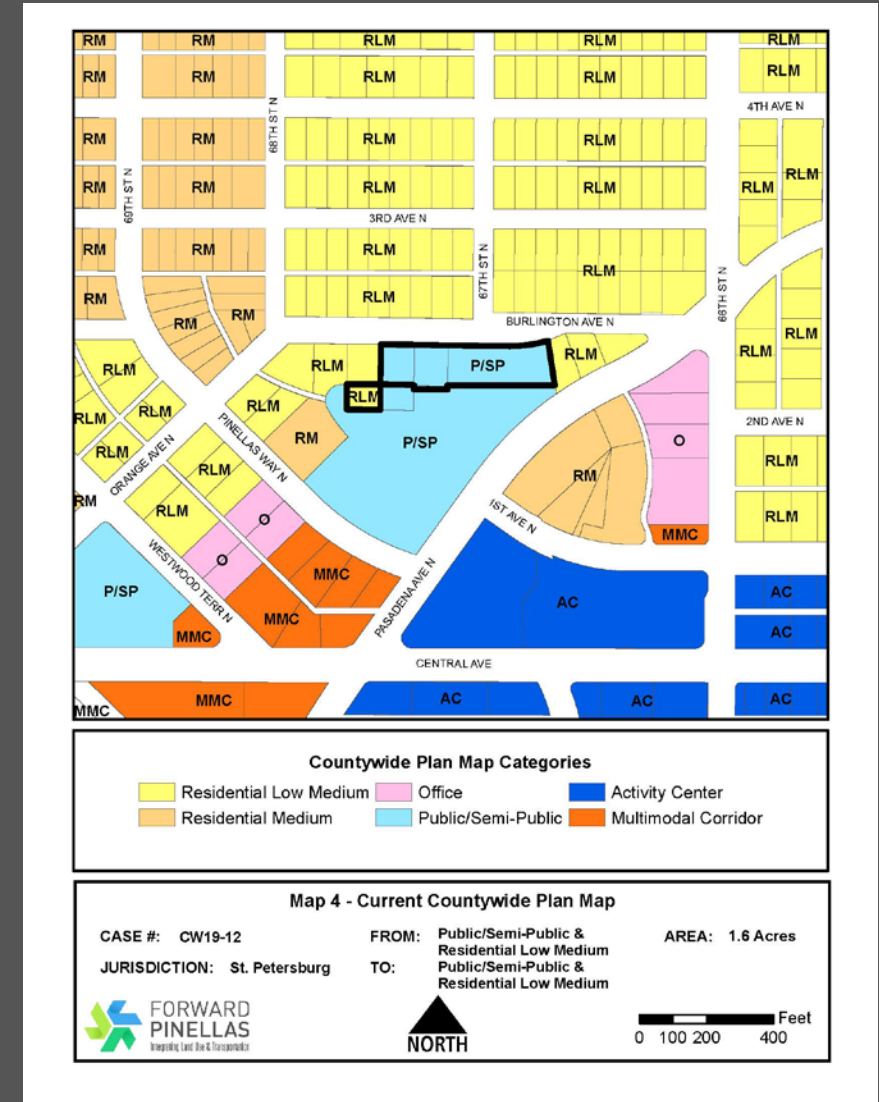 RM RM RLM RLM RLM
RM RM RLM RLM RLM
4TH AVE N
68TH ST N
RM RM RLM RLM
RM RM RLM RLM RLM RLM
69TH ST N
3RD AVE N
RM RM RLM
67TH ST N
RLM
66TH ST N
RM RLM
RM RM
BURLINGTON AVE N
RLM RLM
RLM RLM P/SP RLM
RLM
RLM RLM RLM
RLM
2ND AVE N
PINELLAS WAY N
RM P/SP O
RLM
ORANGE AVE N
RLM RLM
RM RM
RLM O 1ST AVE N RLM
MMC
WESTWOOD TERR N
O
MMC
P/SP
PASADENA AVE N
AC AC
MMC
MMC AC
CENTRAL AVE
MMC MMC AC AC AC
Countywide Plan Map Categories
Residential Low Medium Office Activity Center
Residential Medium Public/Semi-Public Multimodal Corridor
Map 4 - Current Countywide Plan Map
CASE #: CW19-12 FROM: Public/Semi-Public & AREA: 1.6 Acres
Residential Low Medium
JURISDICTION: St. Petersburg TO: Public/Semi-Public &
Residential Low Medium
FORWARD
PINELLAS
Integrating Land Use & Transportation
NORTH
Feet
0 100 200 400